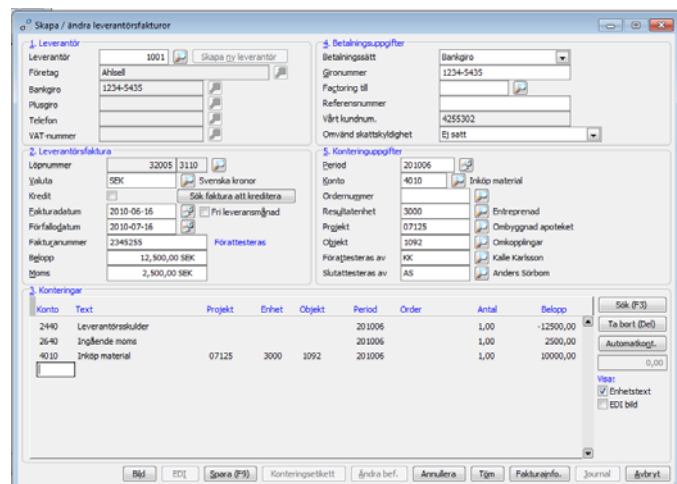 Skapa / ändra leverantörsfakturor
1. Leverantör
Leverantör 1001 Skapa ny leverantör
Företag Ahlsell
Bankgiro 1234-5435
Plusgiro
Telefon
VAT-nummer
4. Betalningsuppgifter
Betalningssätt Bankgiro
Gironummer 1234-5435
Factoring till
Referensnummer
Vårt kundnum. 4255302
Omvänd skattskyldighet Ej satt
2. Leverantörsfaktura
Löpnummer 32005 3110
Valuta SEK Svenska kronor
Kredit Sök faktura att kreditera
Fakturadatum 2010-06-16 Fri leveransmånad
Förfallodatum 2010-07-16
Fakturanummer 2345255 Förattesteras
Belopp 12,500,00 SEK
Moms 2,500,00 SEK
5. Konteringuppgifter
Period 201006
Konto 4010 Inköp material
Ordernummer
Resultatenhet 3000 Entreprenad
Projekt 07125 Ombyggnad apoteket
Objekt 1092 Omkopplingar
Förattesteras av KK Kalle Karlsson
Slutattesteras av AS Anders Sörbom
3. Konteringar
Konto Text Projekt Enhet Objekt Period Order Antal Belopp
2440 Leverantörsskulder 201006 1,00 -12500,00
2640 Ingående moms 201006 1,00 2500,00
4010 Inköp material 07125 3000 1092 201006 1,00 10000,00
Sök (F3)
Ta bort (Del)
Automatkont.
0,00
Visa:
Enhetstext
EDI bild
Bild EDI Spara (F9) Konteringsetikett Ändra bef. Annullera Töm Fakturainfo. Journal Avbryt